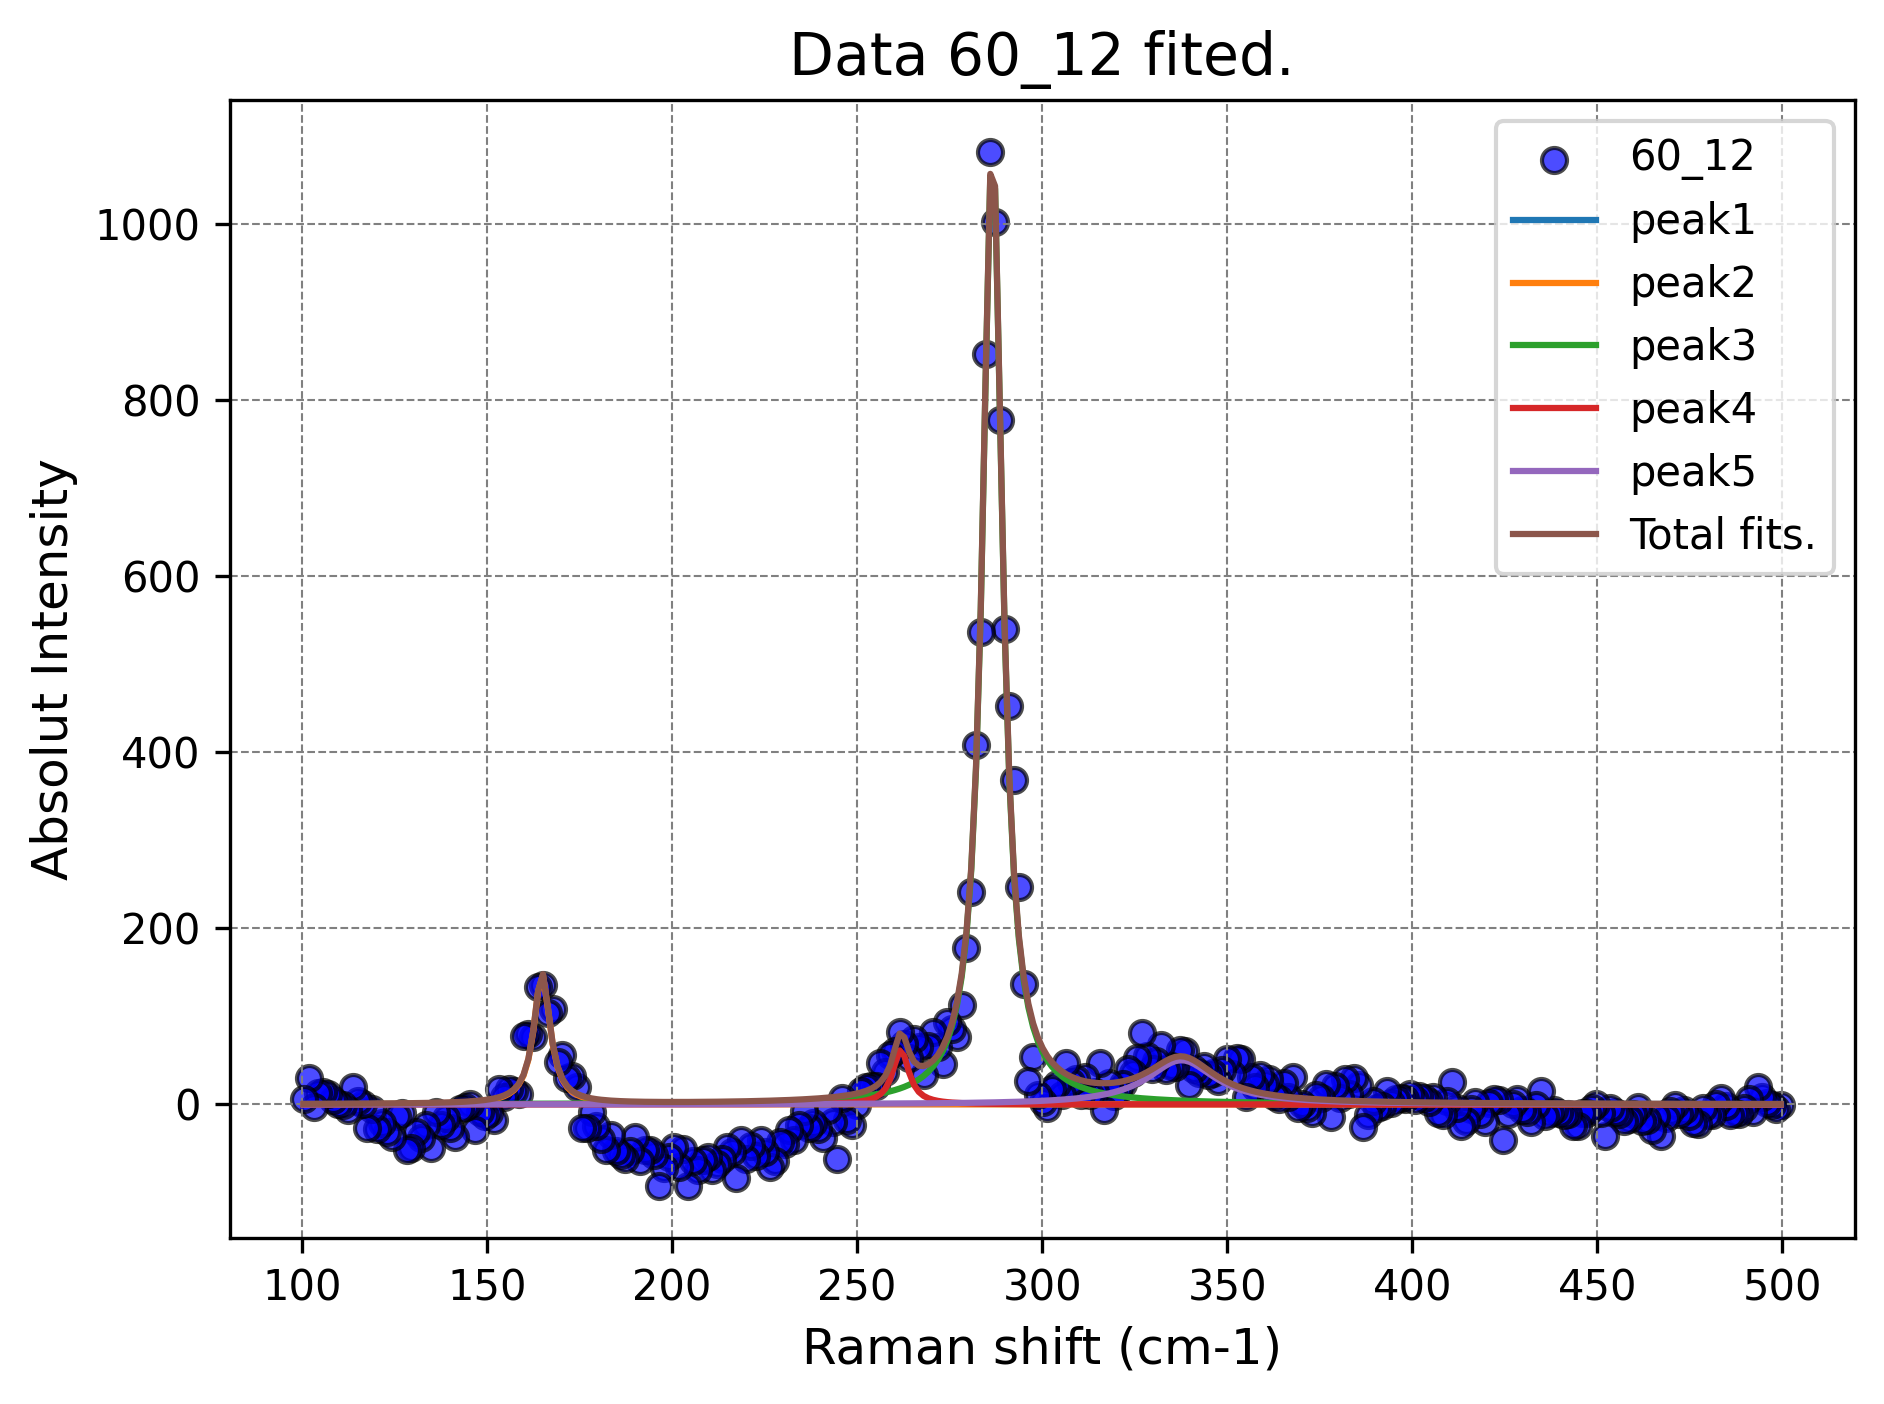 Data 60_12 fited.
60_12
peak1
peak2
peak3
peak4
peak5
Total fits.
Absolut Intensity
1000
800
600
400
200
0
100 150 200 250 300 350 400 450 500
Raman shift (cm-1)